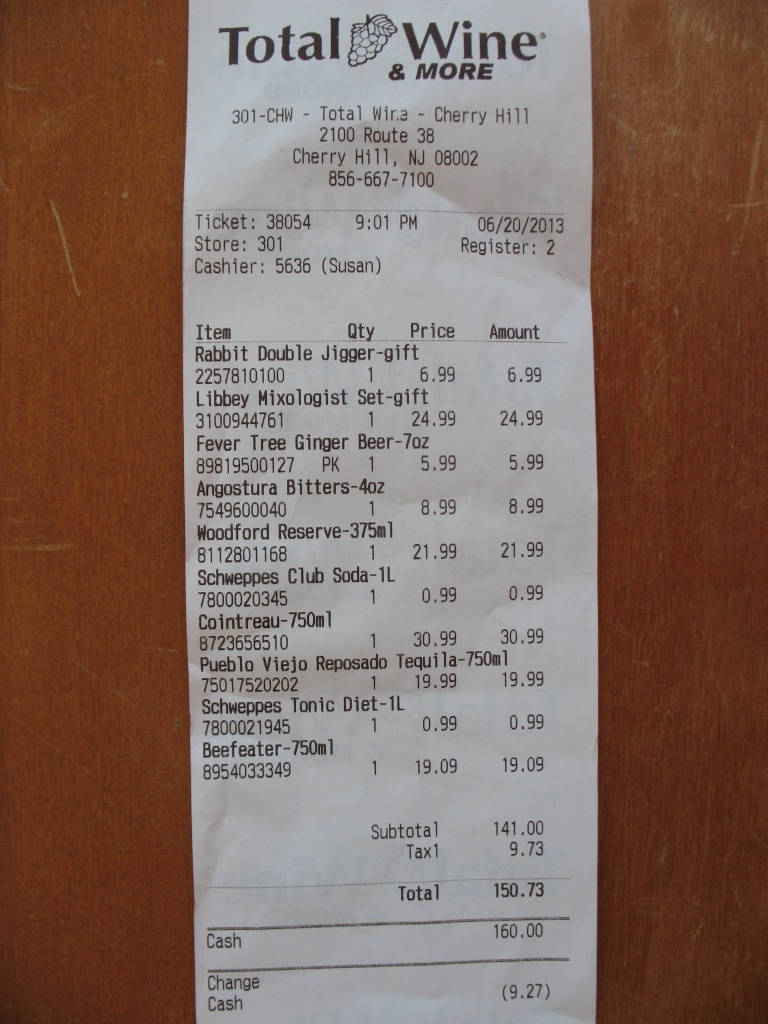 Total Wine
& MORE
301-CHW - Total Wine - Cherry Hill
2100 Route 38
Cherry Hill, NJ 08002
856-667-7100
Ticket: 38054 9:01 PM 06/20/2013
Store: 301 Register: 2
Cashier: 5636 (Susan)
Item Qty Price Amount
Rabbit Double Jigger-gift
2257810100 1 6.99 6.99
Libbey Mixologist Set-gift
3100944761 1 24.99 24.99
Fever Tree Ginger Beer-7oz
89819500127 PK 1 5.99 5.99
Angostura Bitters-4oz
7549600040 1 8.99 8.99
Woodford Reserve-375ml
8112801168 1 21.99 21.99
Schweppes Club Soda-1L
7800020345 1 0.99 0.99
Cointreau-750ml
8723656510 1 30.99 30.99
Pueblo Viejo Reposado Tequila-750ml
75017520202 1 19.99 19.99
Schweppes Tonic Diet-1L
7800021945 1 0.99 0.99
Beefeater-750ml
8954033349 1 19.09 19.09
Subtotal 141.00
Tax1 9.73
Total 150.73
Cash 160.00
Change
Cash (9.27)